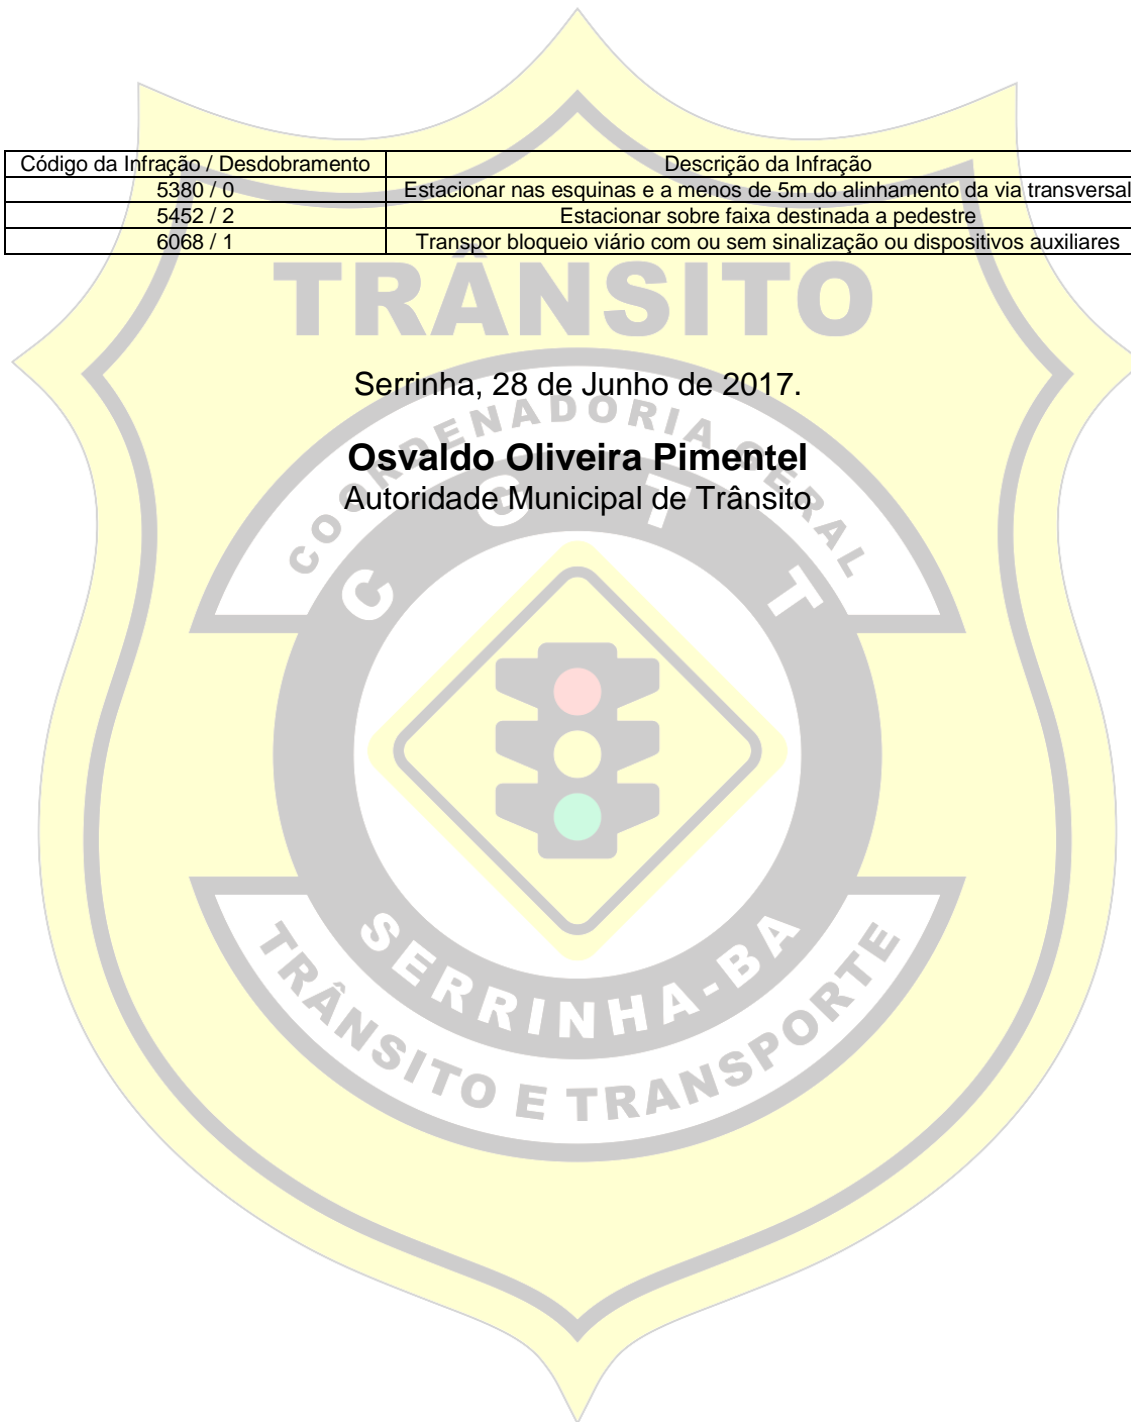 Código da Infração / Desdobramento Descrição da Infração
5380 / 0 Estacionar nas esquinas e a menos de 5m do alinhamento da via transversal
5452 / 2 Estacionar sobre faixa destinada a pedestre
6068 / 1 Transpor bloqueio viário com ou sem sinalização ou dispositivos auxiliares
TRÂNSITO
Serrinha, 28 de Junho de 2017.
COORDENADORIA GERAL
Osvaldo Oliveira Pimentel
Autoridade Municipal de Trânsito
CGTT
SERRINHA-BA
TRÂNSITO E TRANSPORTE